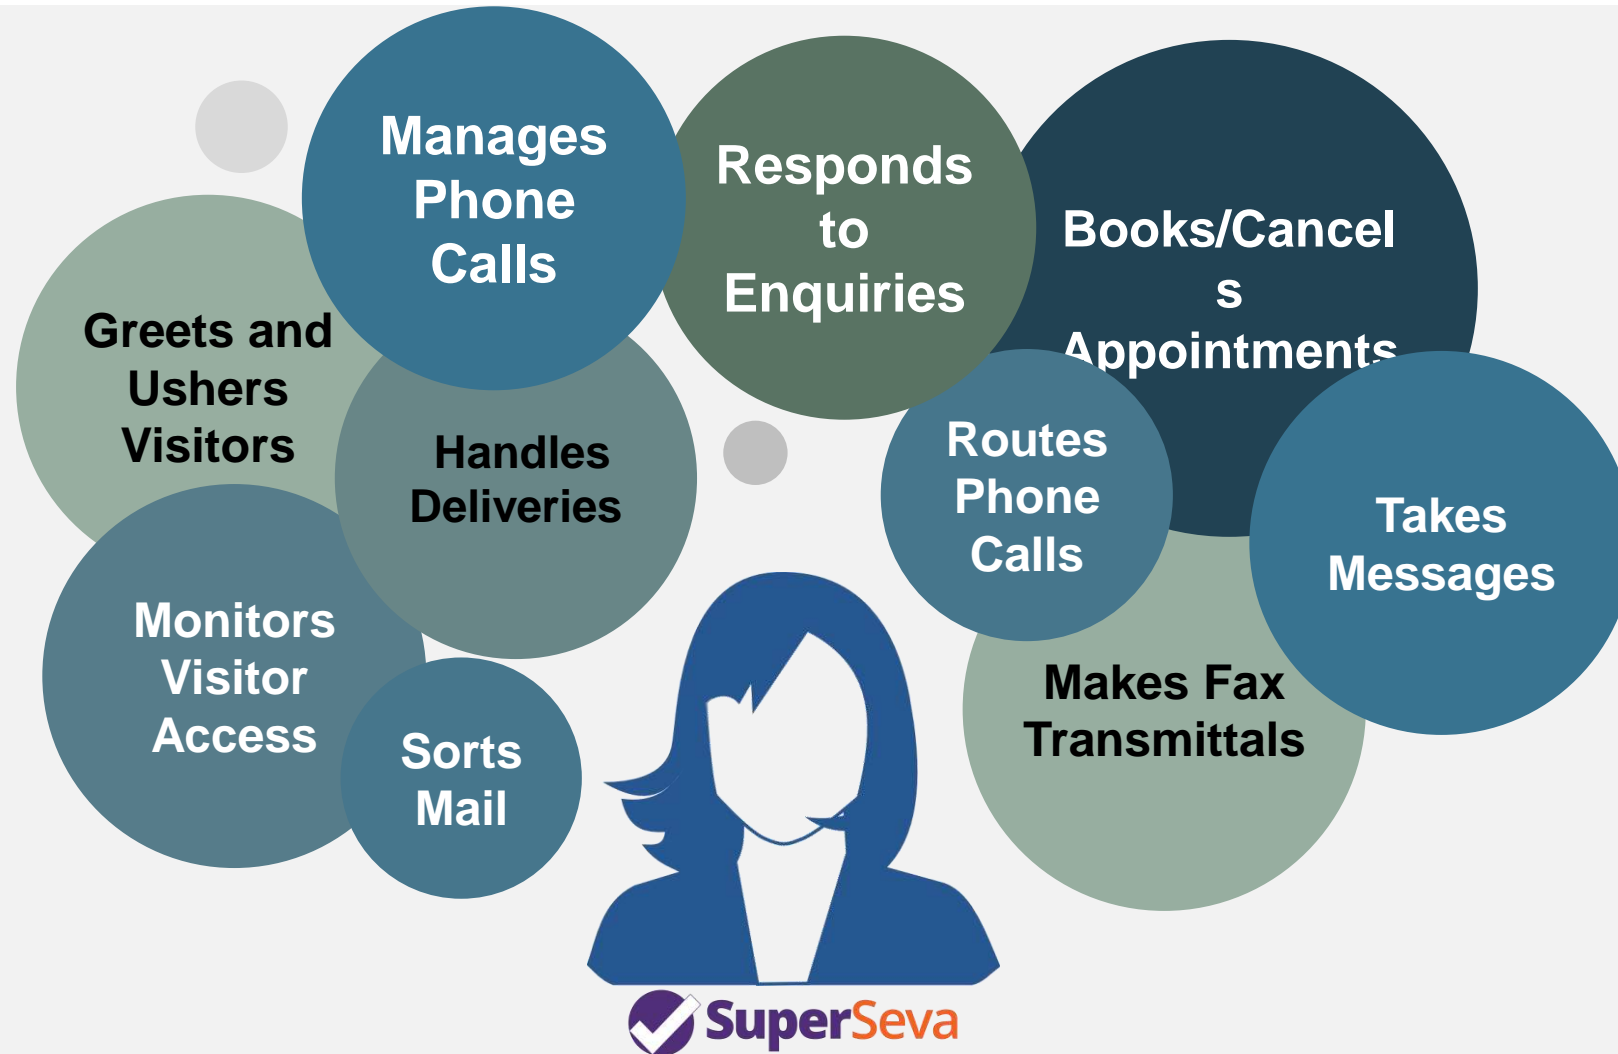 Manages
Phone
Calls
Responds
to
Enquiries
Books/Cancel
s
Appointments
Greets and
Ushers
Visitors
Handles
Deliveries
Routes
Phone
Calls
Takes
Messages
Monitors
Visitor
Access
Sorts
Mail
Makes Fax
Transmittals
SuperSeva